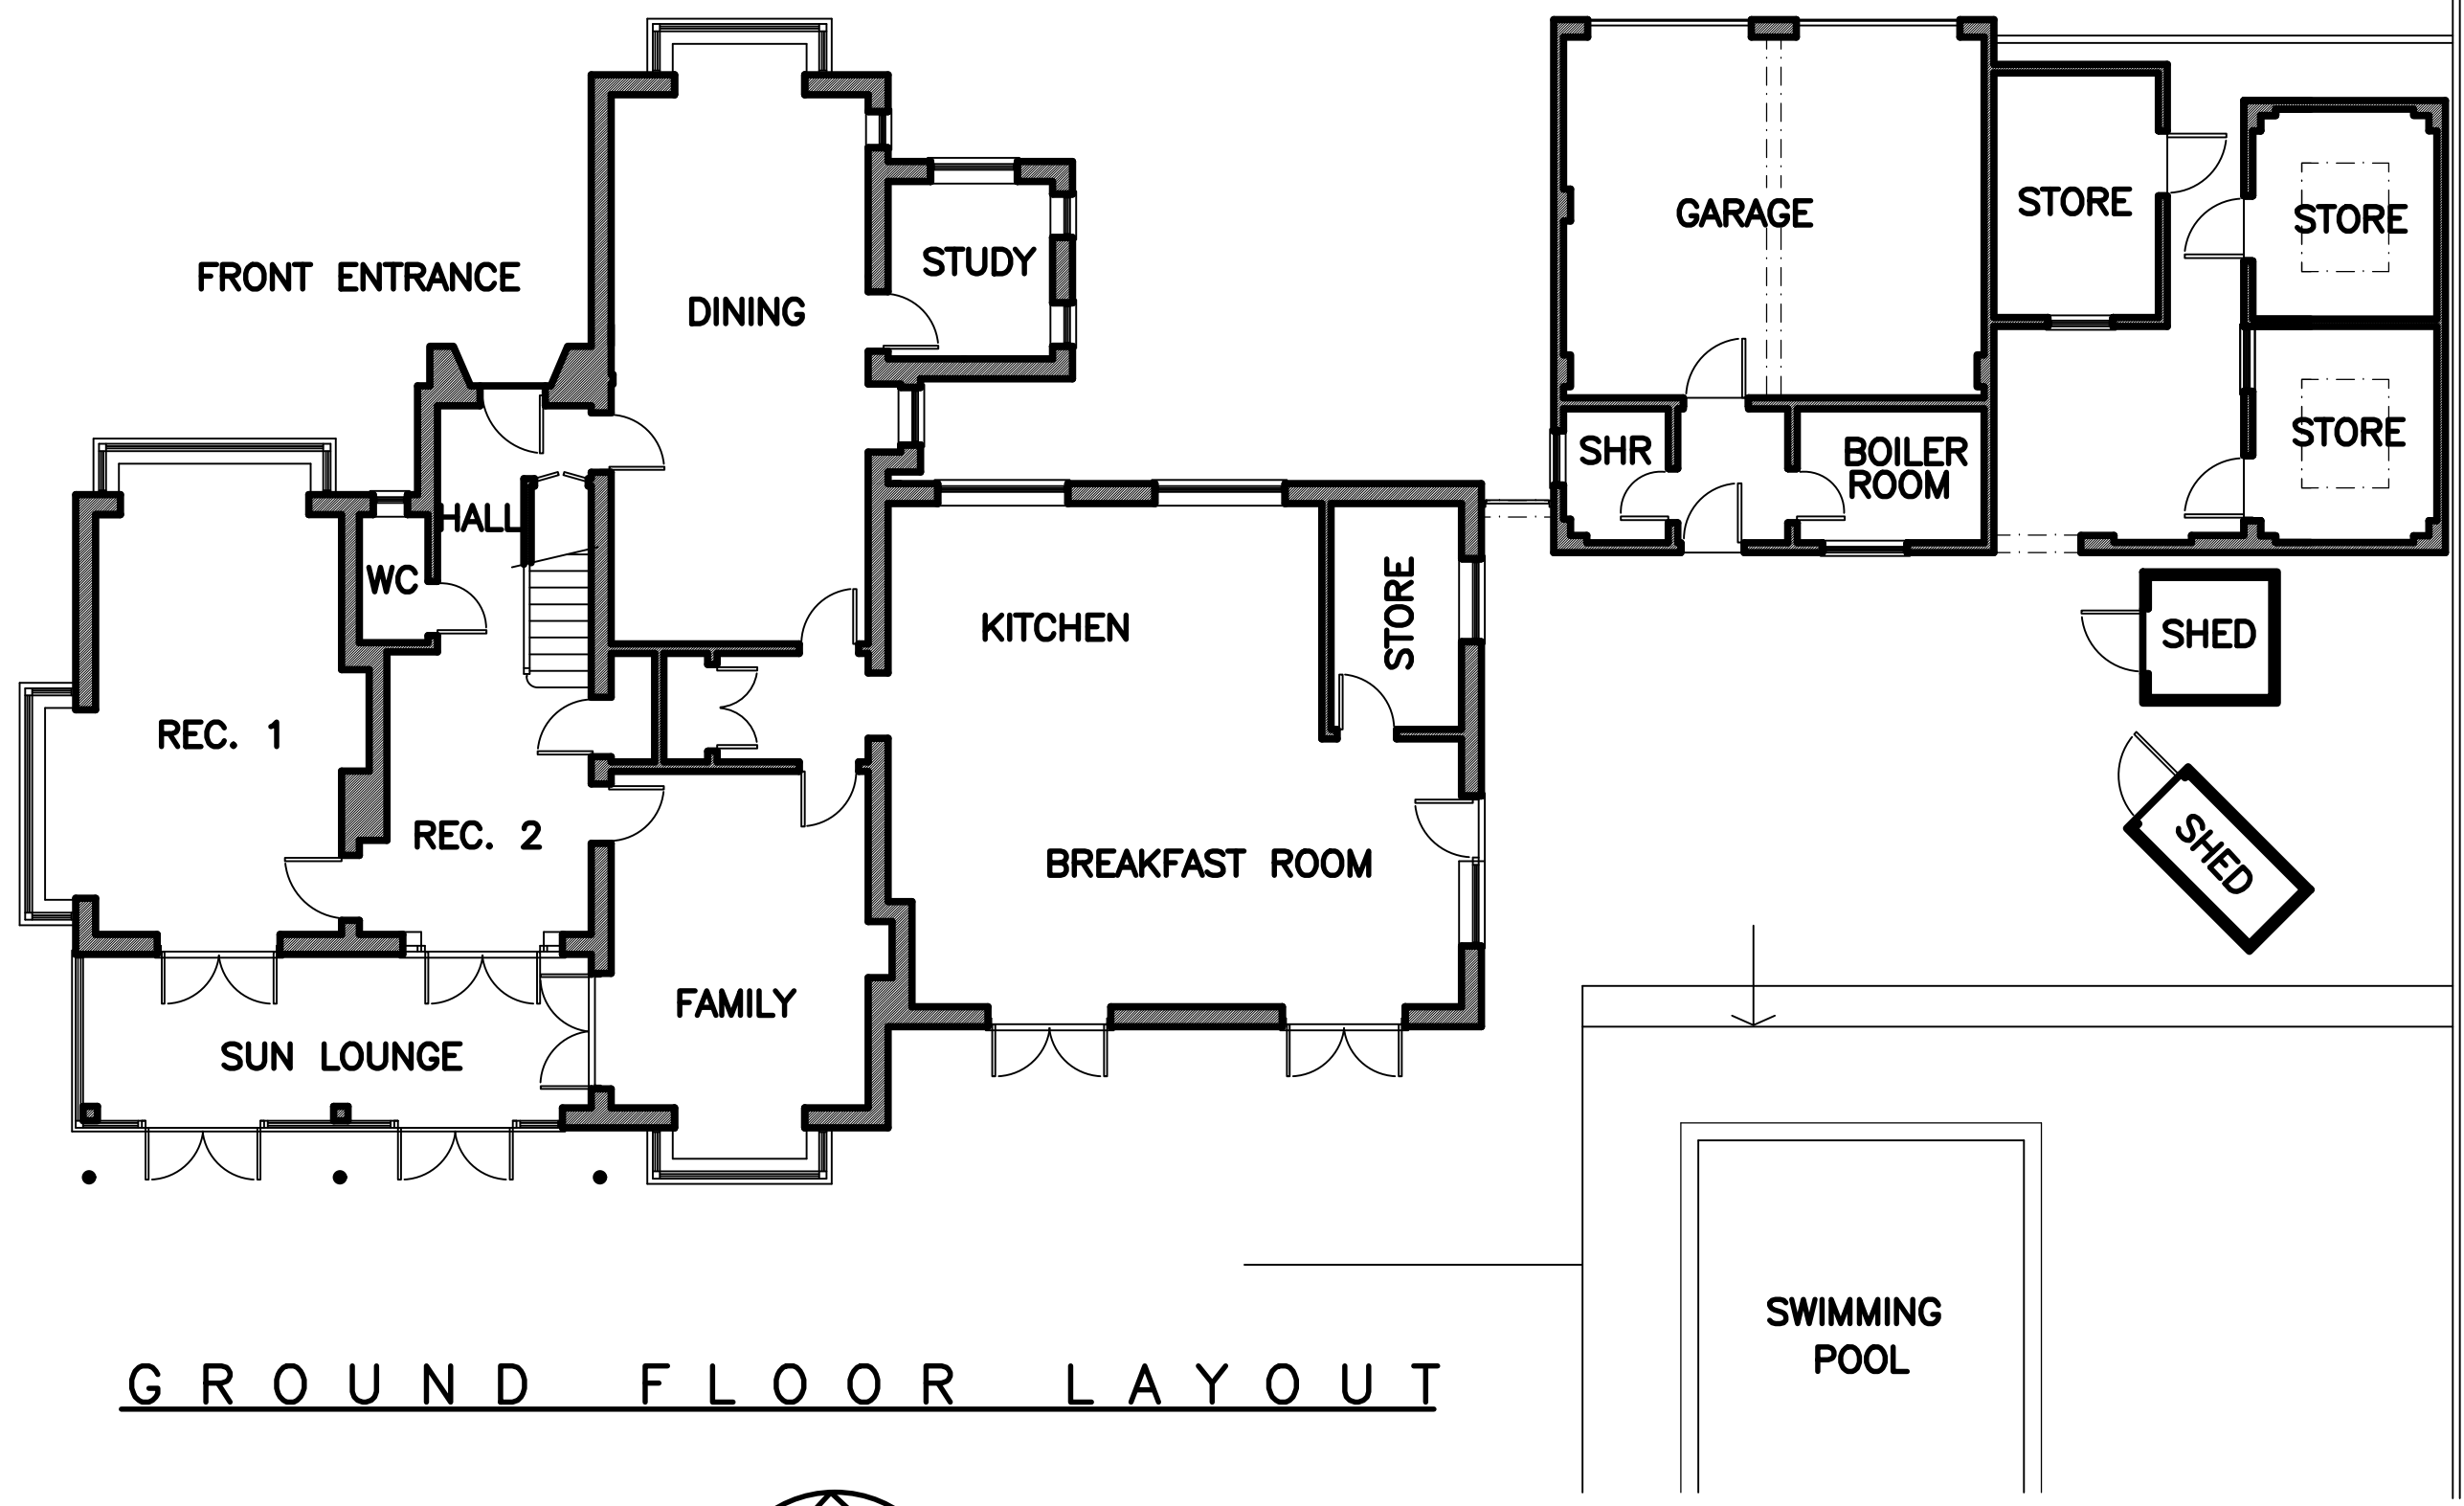 GARAGE
STORE
STORE
STUDY
FRONT ENTRANCE
DINING
STORE
SHR
BOILER
ROOM
HALL
WC
KITCHEN
STORE
SHED
REC. 1
REC. 2
BREAKFAST ROOM
SHED
FAMILY
SUN LOUNGE
SWIMMING
POOL
GROUND FLOOR LAYOUT